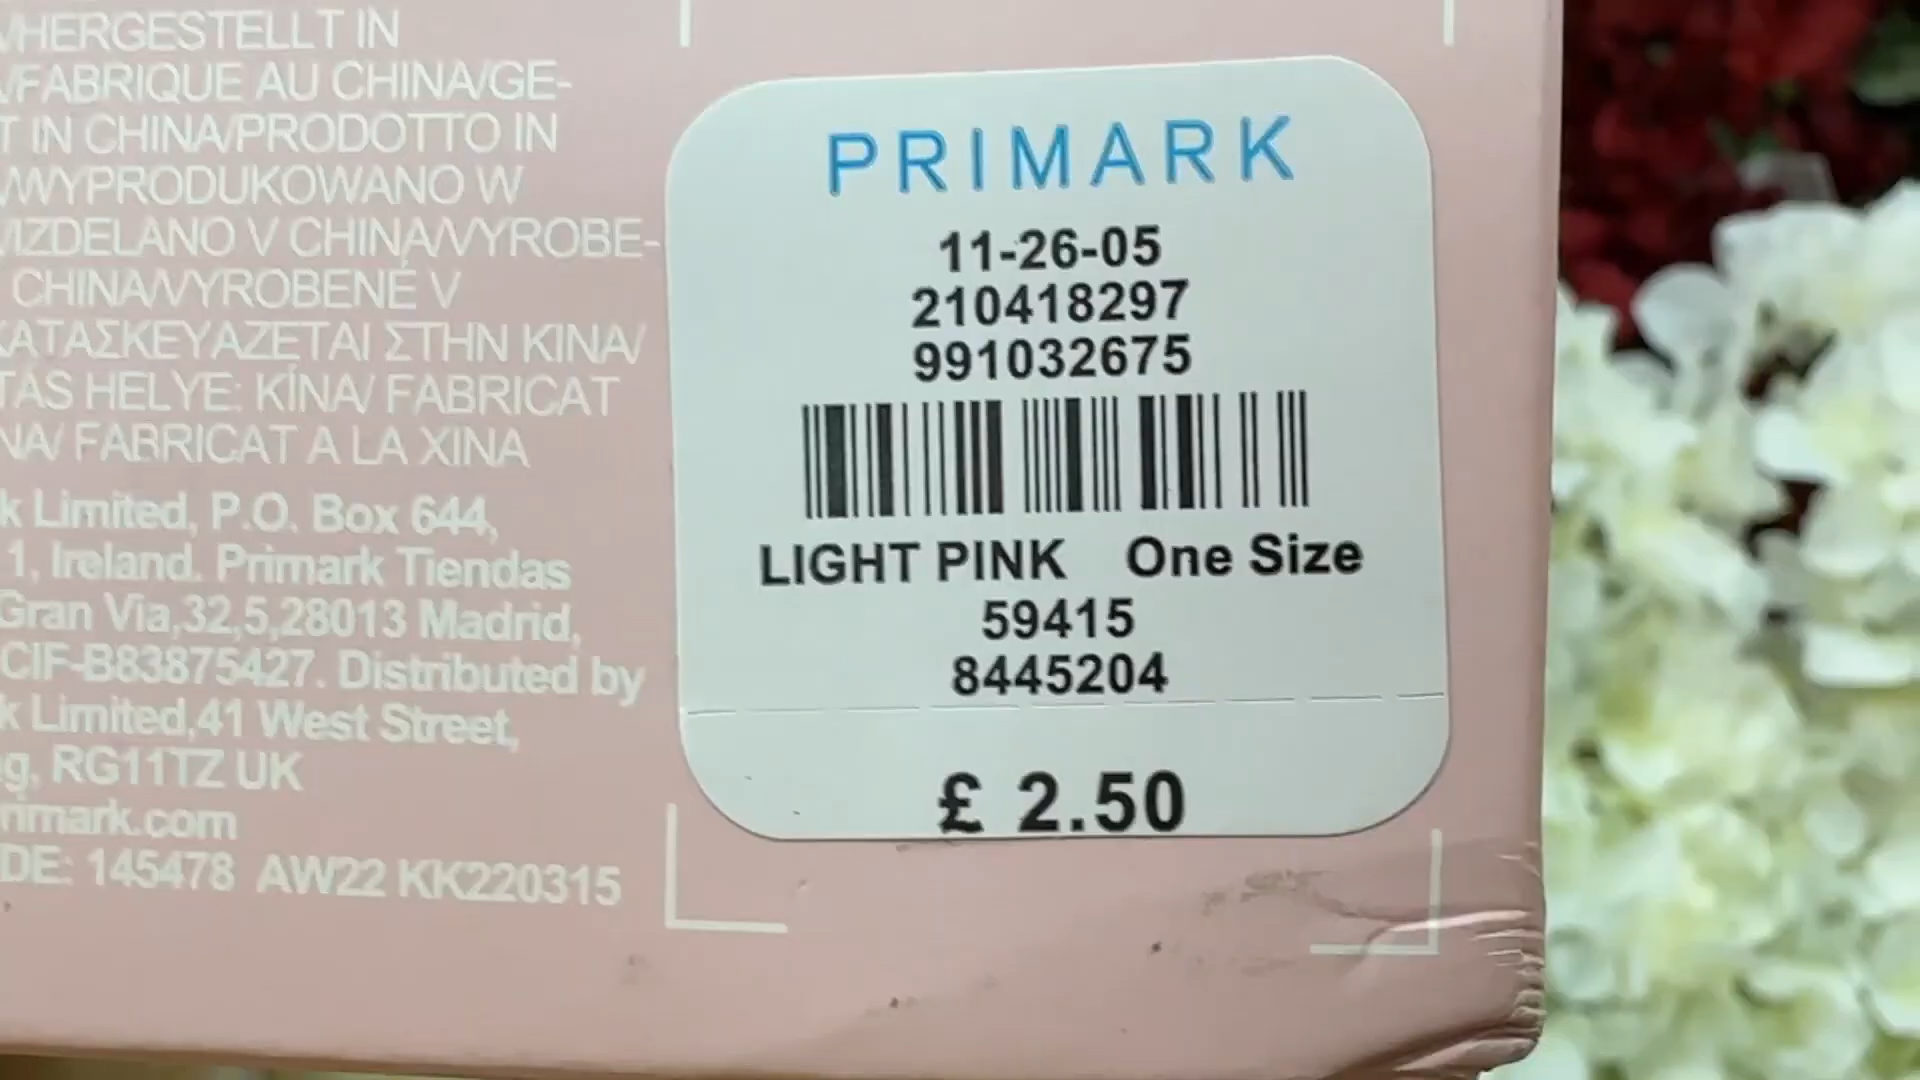 /HERGESTELLT IN
/FABRIQUE AU CHINA/GE-
T IN CHINA/PRODOTTO IN
/WYPRODUKOWANO W
/IZDELANO V CHINA/VYROBE-
CHINA/VYROBENÉ V
ΚΑΤΑΣΚΕΥΑΖΕΤΑΙ ΣΤΗΝ ΚΙΝΑ/
TÁS HELYE: KÍNA/ FABRICAT
NA/ FABRICAT A LA XINA
k Limited, P.O. Box 644,
1, Ireland. Primark Tiendas
Gran Via,32,5,28013 Madrid,
CIF-B83875427. Distributed by
k Limited,41 West Street,
g, RG11TZ UK
rimark.com
DE: 145478 AW22 KK220315
PRIMARK
11-26-05
210418297
991032675
LIGHT PINK One Size
59415
8445204
£ 2.50